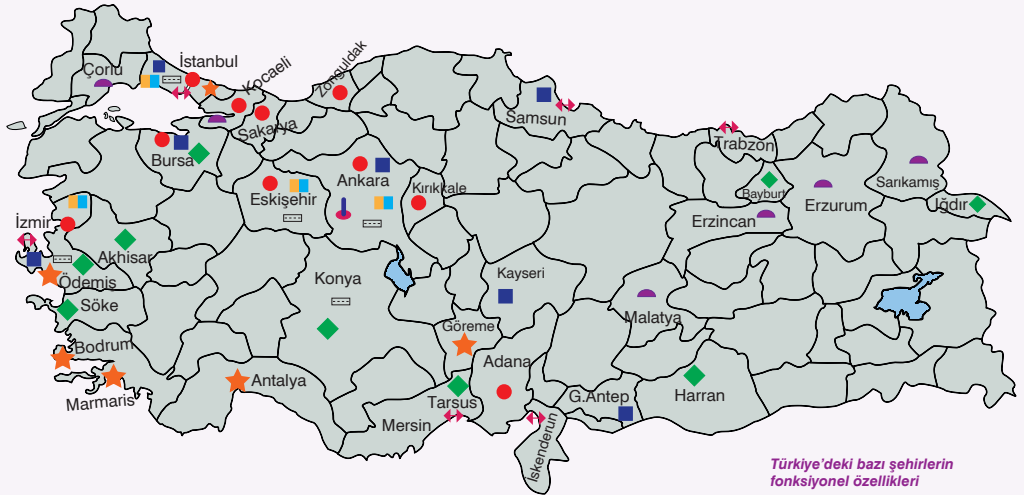 İstanbul
Çorlu
Kocaeli
Zonguldak
Sakarya
Samsun
Trabzon
Bursa
Ankara
Eskişehir
Kırıkkale
Bayburt
Sarıkamış
Erzurum
Iğdır
Erzincan
İzmir
Akhisar
Ödemiş
Konya
Kayseri
Söke
Malatya
Göreme
Bodrum
Adana
Antalya
Marmaris
Tarsus
G.Antep
Harran
Mersin
İskenderun
Türkiye'deki bazı şehirlerin
fonksiyonel özellikleri